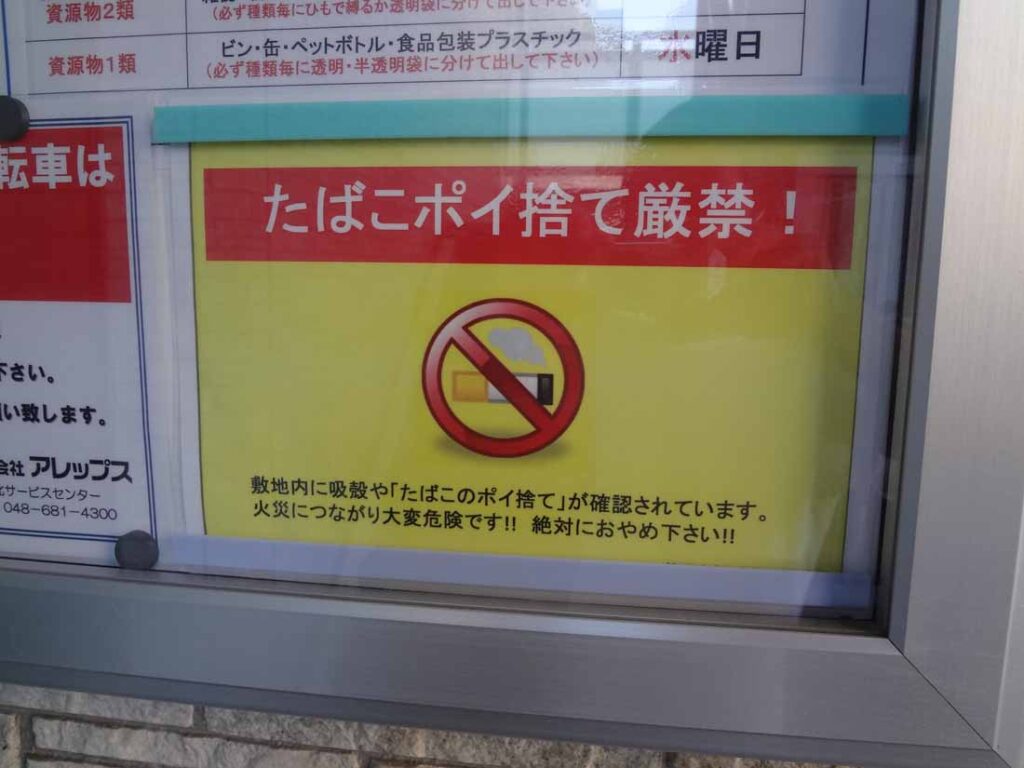 資源物2類
(必ず種類毎にひもで縛るか透明袋に分けて出して下さい)
資源物1類
ビン・缶・ペットボトル・食品包装プラスチック
(必ず種類毎に透明・半透明袋に分けて出して下さい)
水曜日
転車は
下さい。
い致します。
会社 アレップス
サービスセンター
048-681-4300
たばこポイ捨て厳禁!
敷地内に吸殻や「たばこのポイ捨て」が確認されています。
火災につながり大変危険です!! 絶対におやめ下さい!!